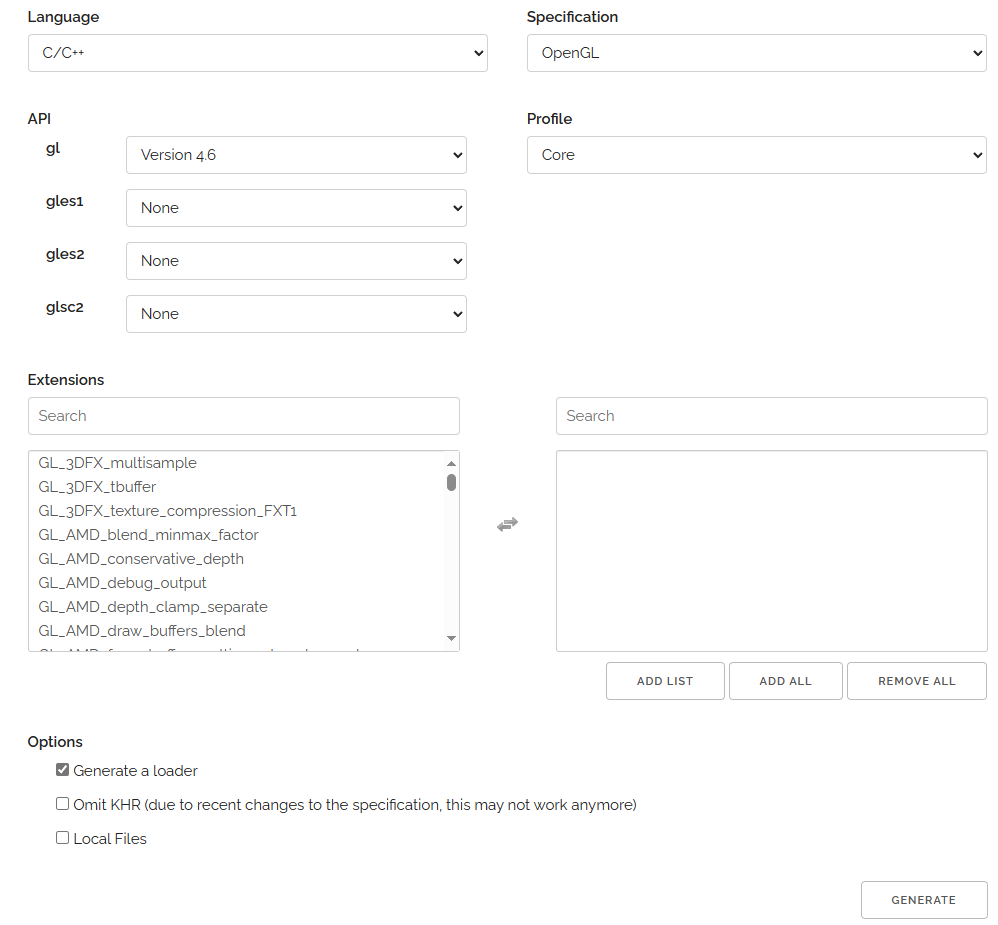 Language
Specification
C/C++
OpenGL
API
Profile
gl
Version 4.6
Core
gles1
None
gles2
None
glsc2
None
Extensions
Search
Search
GL_3DFX_multisample
GL_3DFX_tbuffer
GL_3DFX_texture_compression_FXT1
GL_AMD_blend_minmax_factor
GL_AMD_conservative_depth
GL_AMD_debug_output
GL_AMD_depth_clamp_separate
GL_AMD_draw_buffers_blend
ADD LIST
ADD ALL
REMOVE ALL
Options
Generate a loader
Omit KHR (due to recent changes to the specification, this may not work anymore)
Local Files
GENERATE